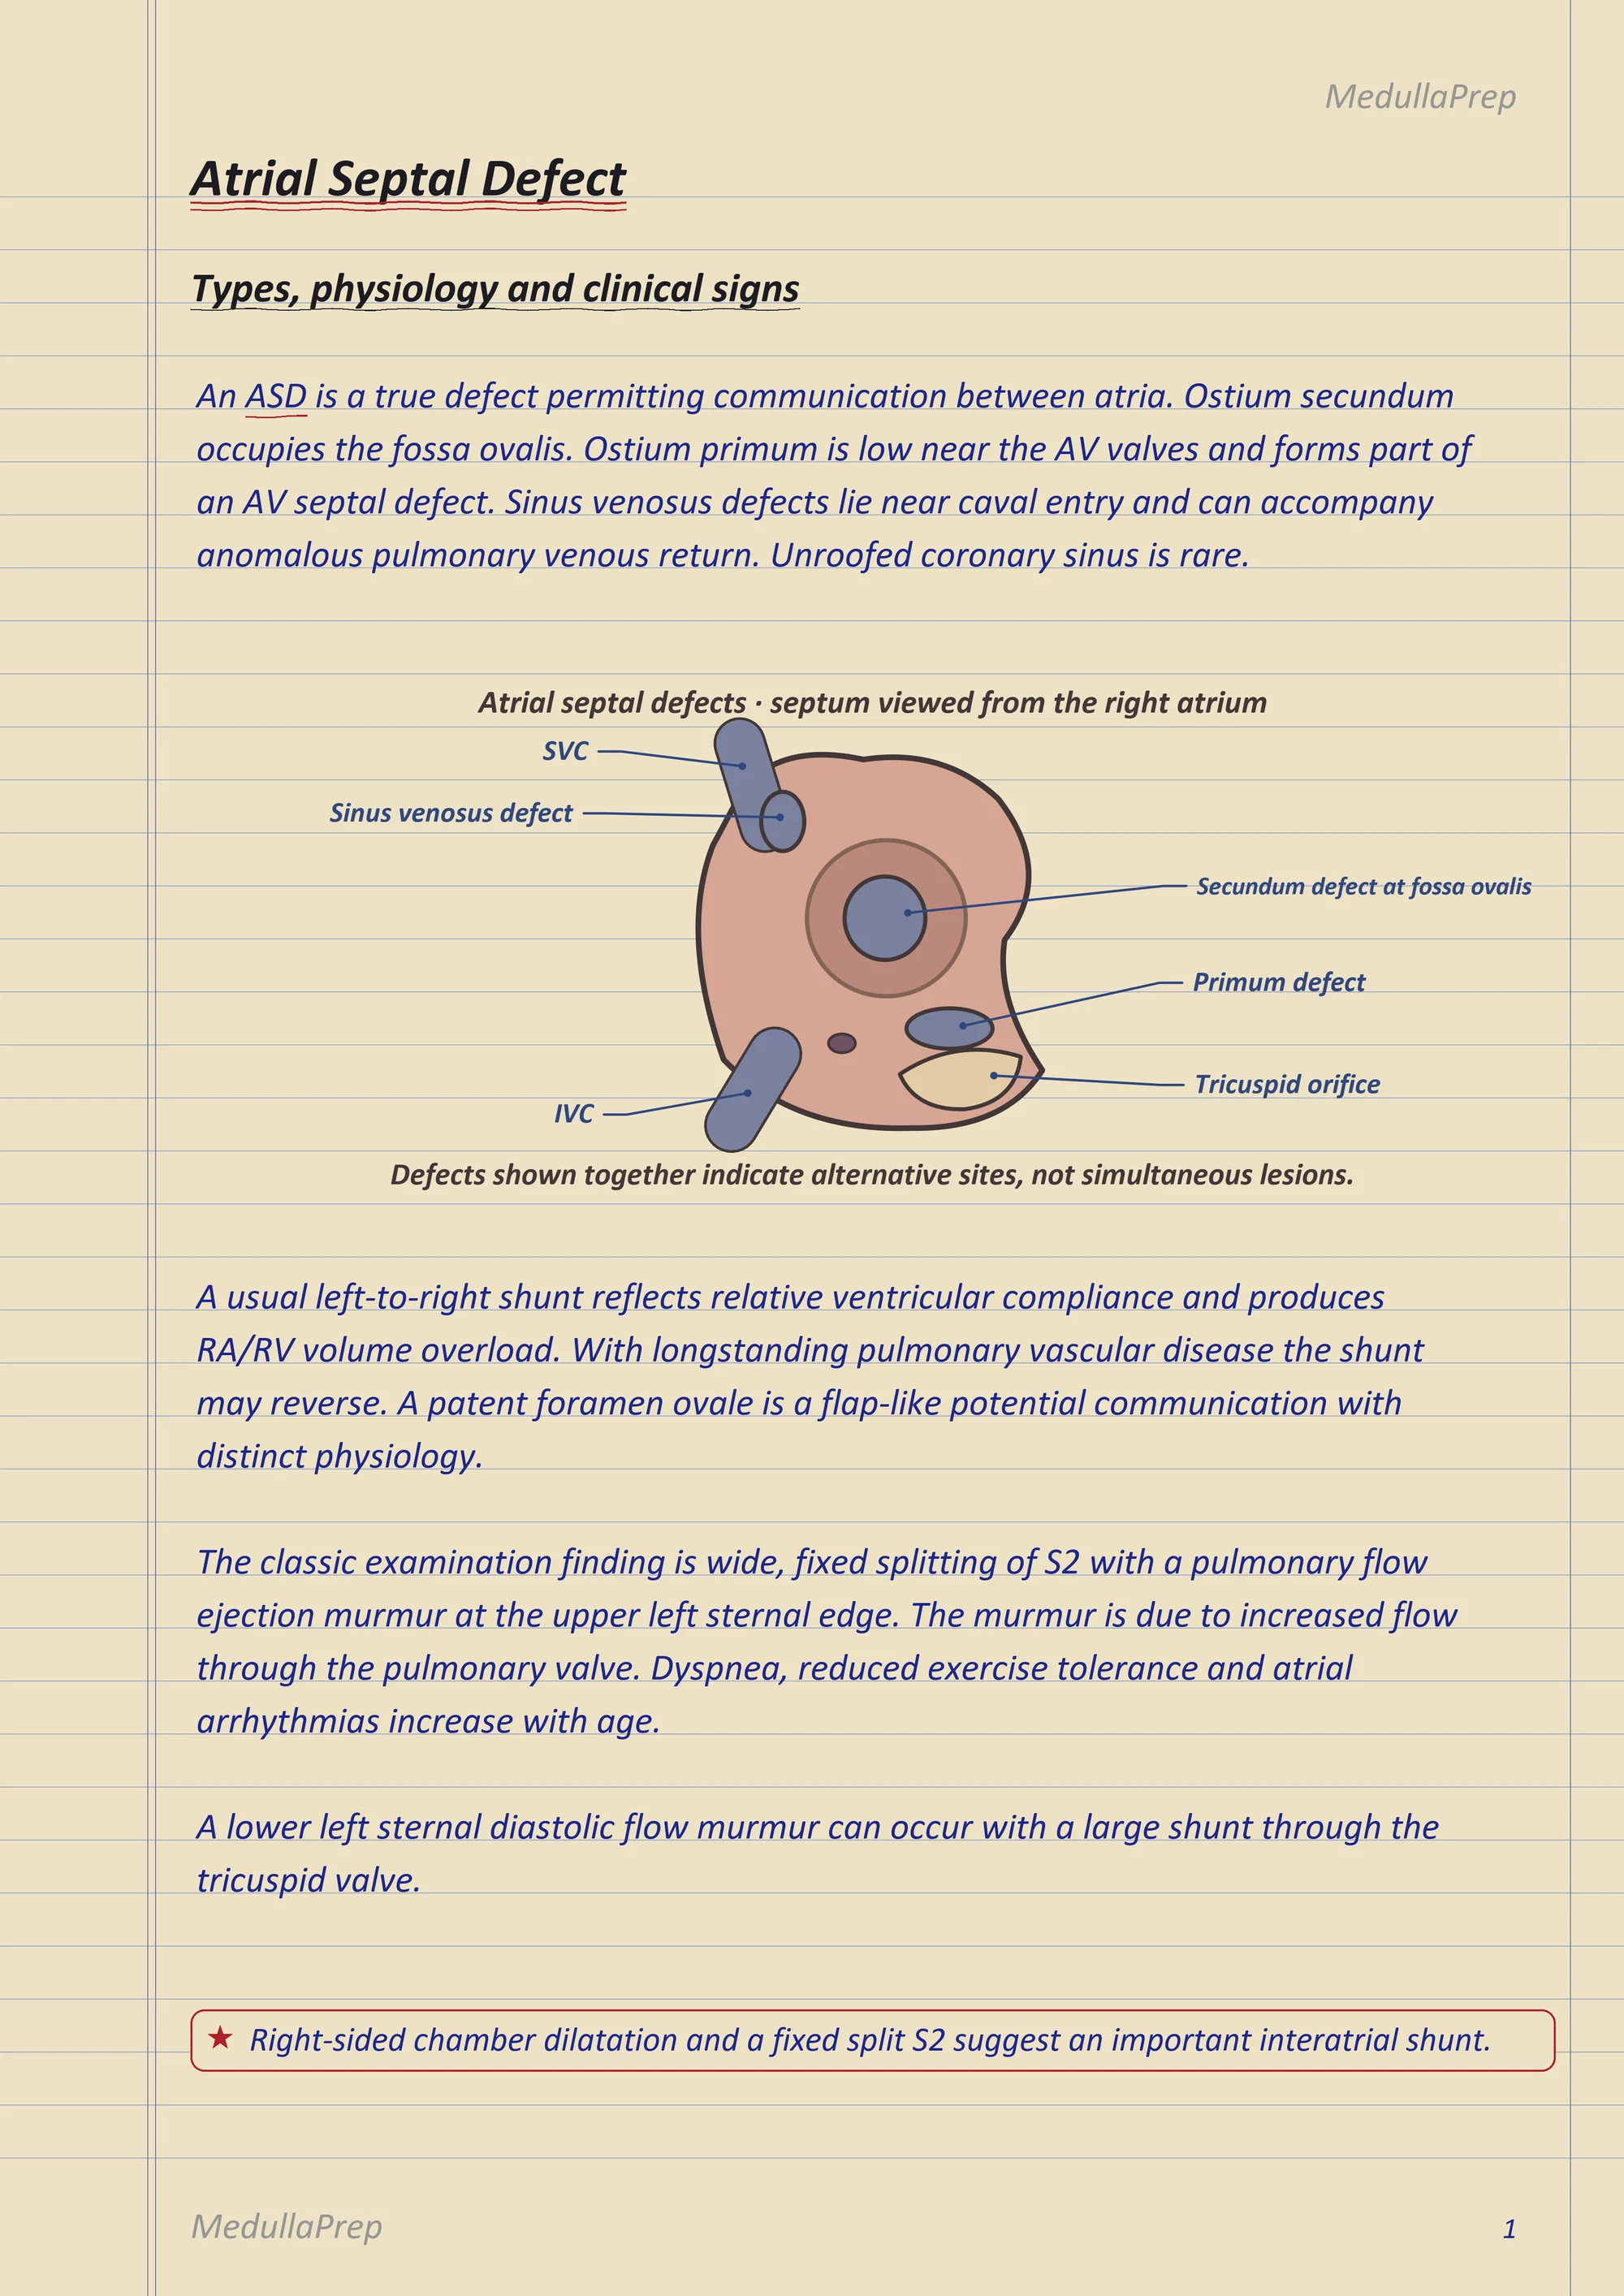 MedullaPrep
Atrial Septal Defect
Types, physiology and clinical signs
An ASD is a true defect permitting communication between atria. Ostium secundum
occupies the fossa ovalis. Ostium primum is low near the AV valves and forms part of
an AV septal defect. Sinus venosus defects lie near caval entry and can accompany
anomalous pulmonary venous return. Unroofed coronary sinus is rare.
Atrial septal defects · septum viewed from the right atrium
SVC
Sinus venosus defect
Secundum defect at fossa ovalis
Primum defect
Tricuspid orifice
IVC
Defects shown together indicate alternative sites, not simultaneous lesions.
A usual left-to-right shunt reflects relative ventricular compliance and produces
RA/RV volume overload. With longstanding pulmonary vascular disease the shunt
may reverse. A patent foramen ovale is a flap-like potential communication with
distinct physiology.
The classic examination finding is wide, fixed splitting of S2 with a pulmonary flow
ejection murmur at the upper left sternal edge. The murmur is due to increased flow
through the pulmonary valve. Dyspnea, reduced exercise tolerance and atrial
arrhythmias increase with age.
A lower left sternal diastolic flow murmur can occur with a large shunt through the
tricuspid valve.
★ Right-sided chamber dilatation and a fixed split S2 suggest an important interatrial shunt.
MedullaPrep
1